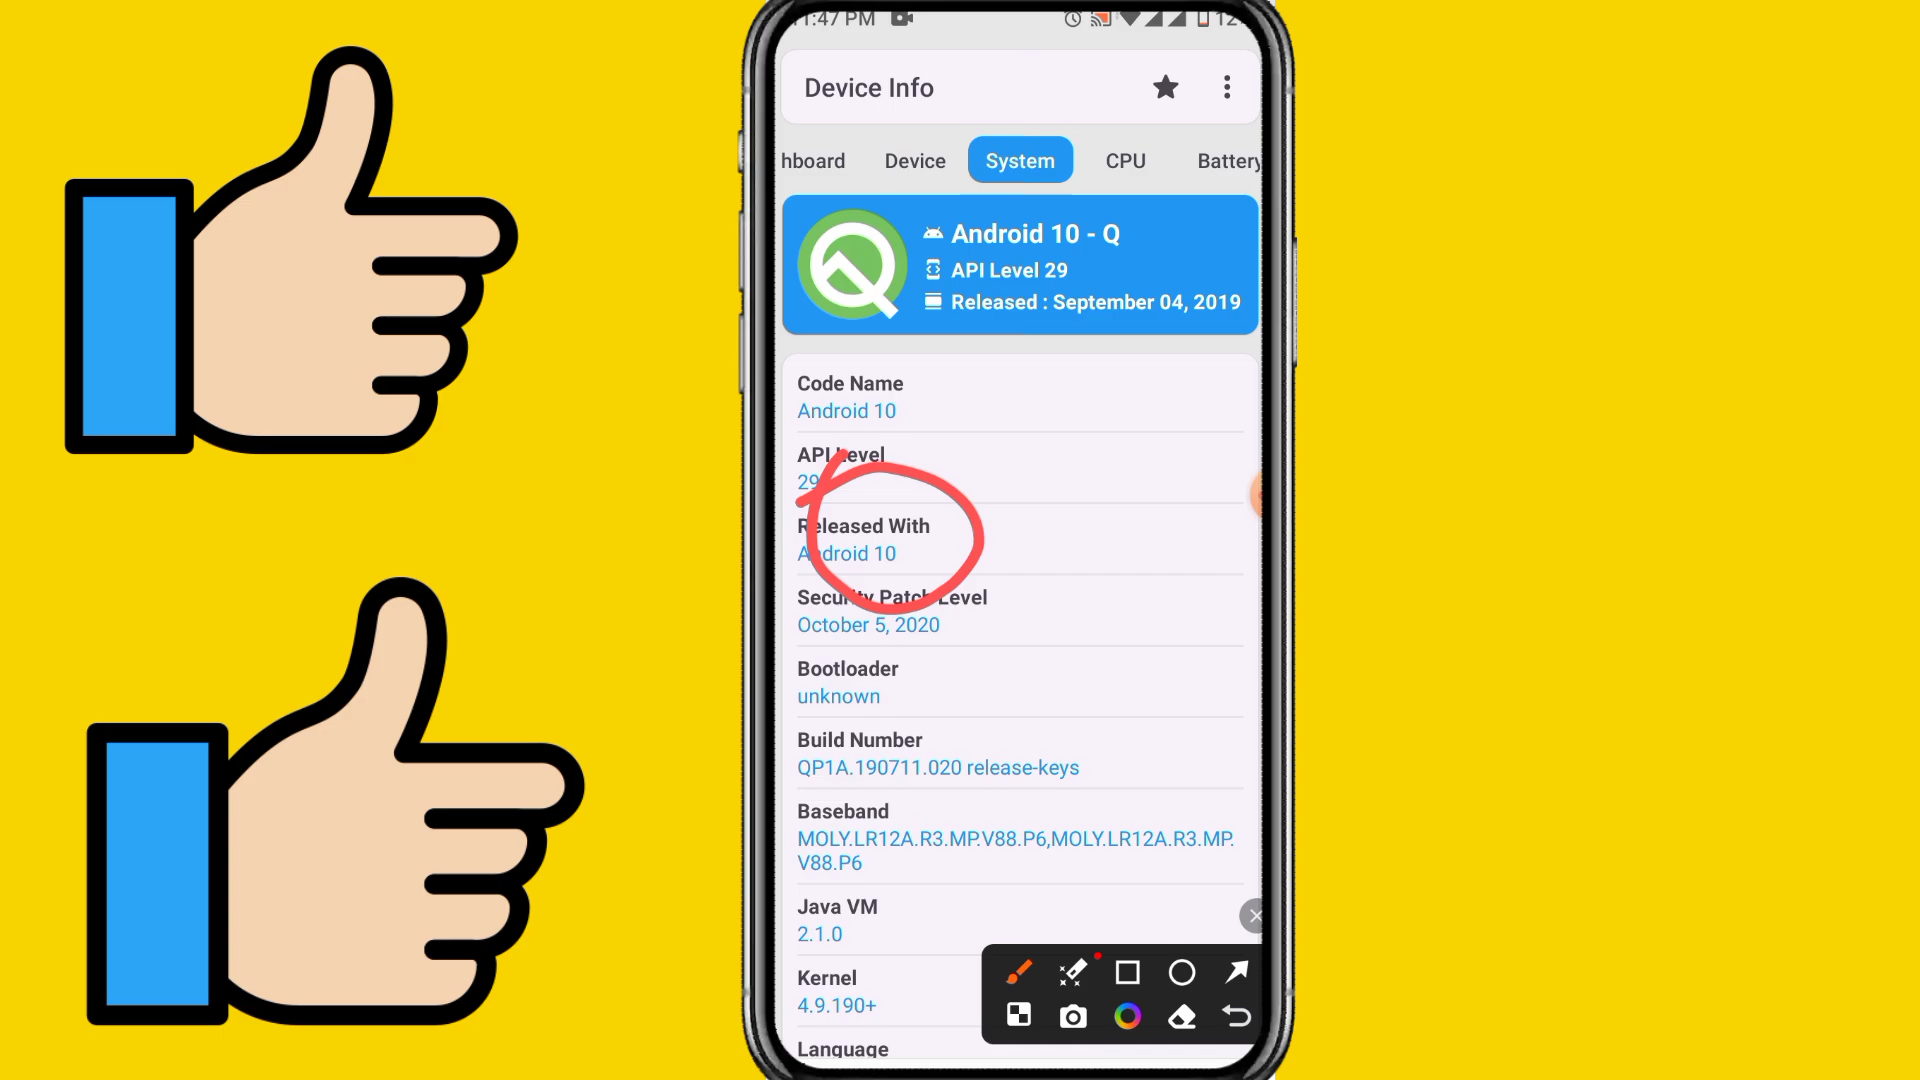 1:47 PM
Device Info
hboard Device System CPU Battery
Android 10 - Q
API Level 29
Released : September 04, 2019
Code Name
Android 10
API Level
29
Released With
Android 10
Security Patch Level
October 5, 2020
Bootloader
unknown
Build Number
QP1A.190711.020 release-keys
Baseband
MOLY.LR12A.R3.MP.V88.P6,MOLY.LR12A.R3.MP.
V88.P6
Java VM
2.1.0
Kernel
4.9.190+
Language